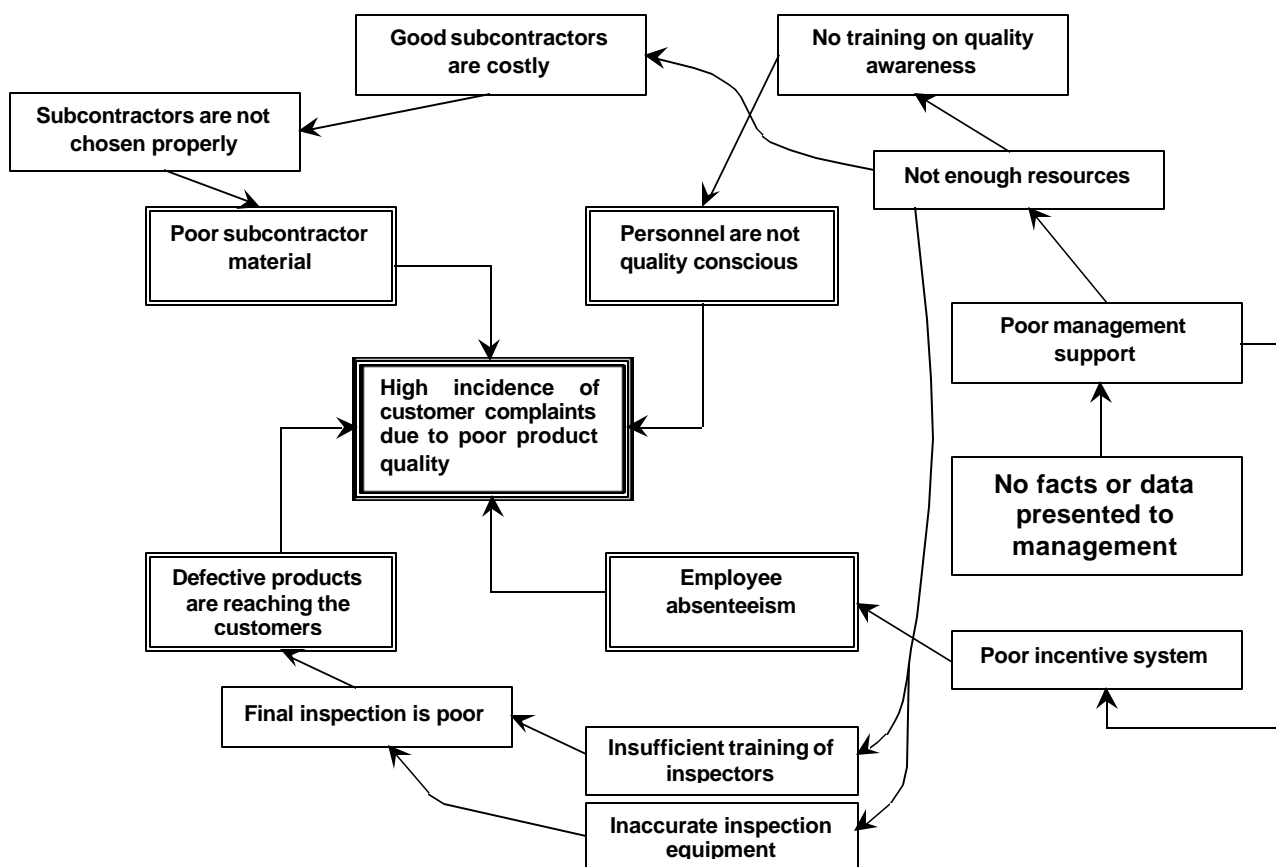 Good subcontractors
are costly
No training on quality
awareness
Subcontractors are not
chosen properly
Not enough resources
Poor subcontractor
material
Personnel are not
quality conscious
Poor management
support
High incidence of
customer complaints
due to poor product
quality
No facts or data
presented to
management
Defective products
are reaching the
customers
Employee
absenteeism
Poor incentive system
Final inspection is poor
Insufficient training of
inspectors
Inaccurate inspection
equipment